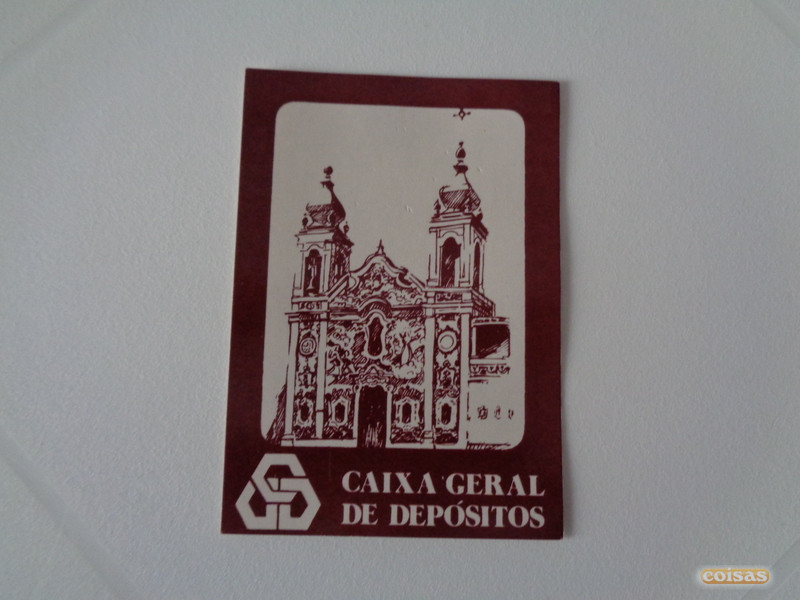 CAIXA GERAL
DE DEPÓSITOS
coisas